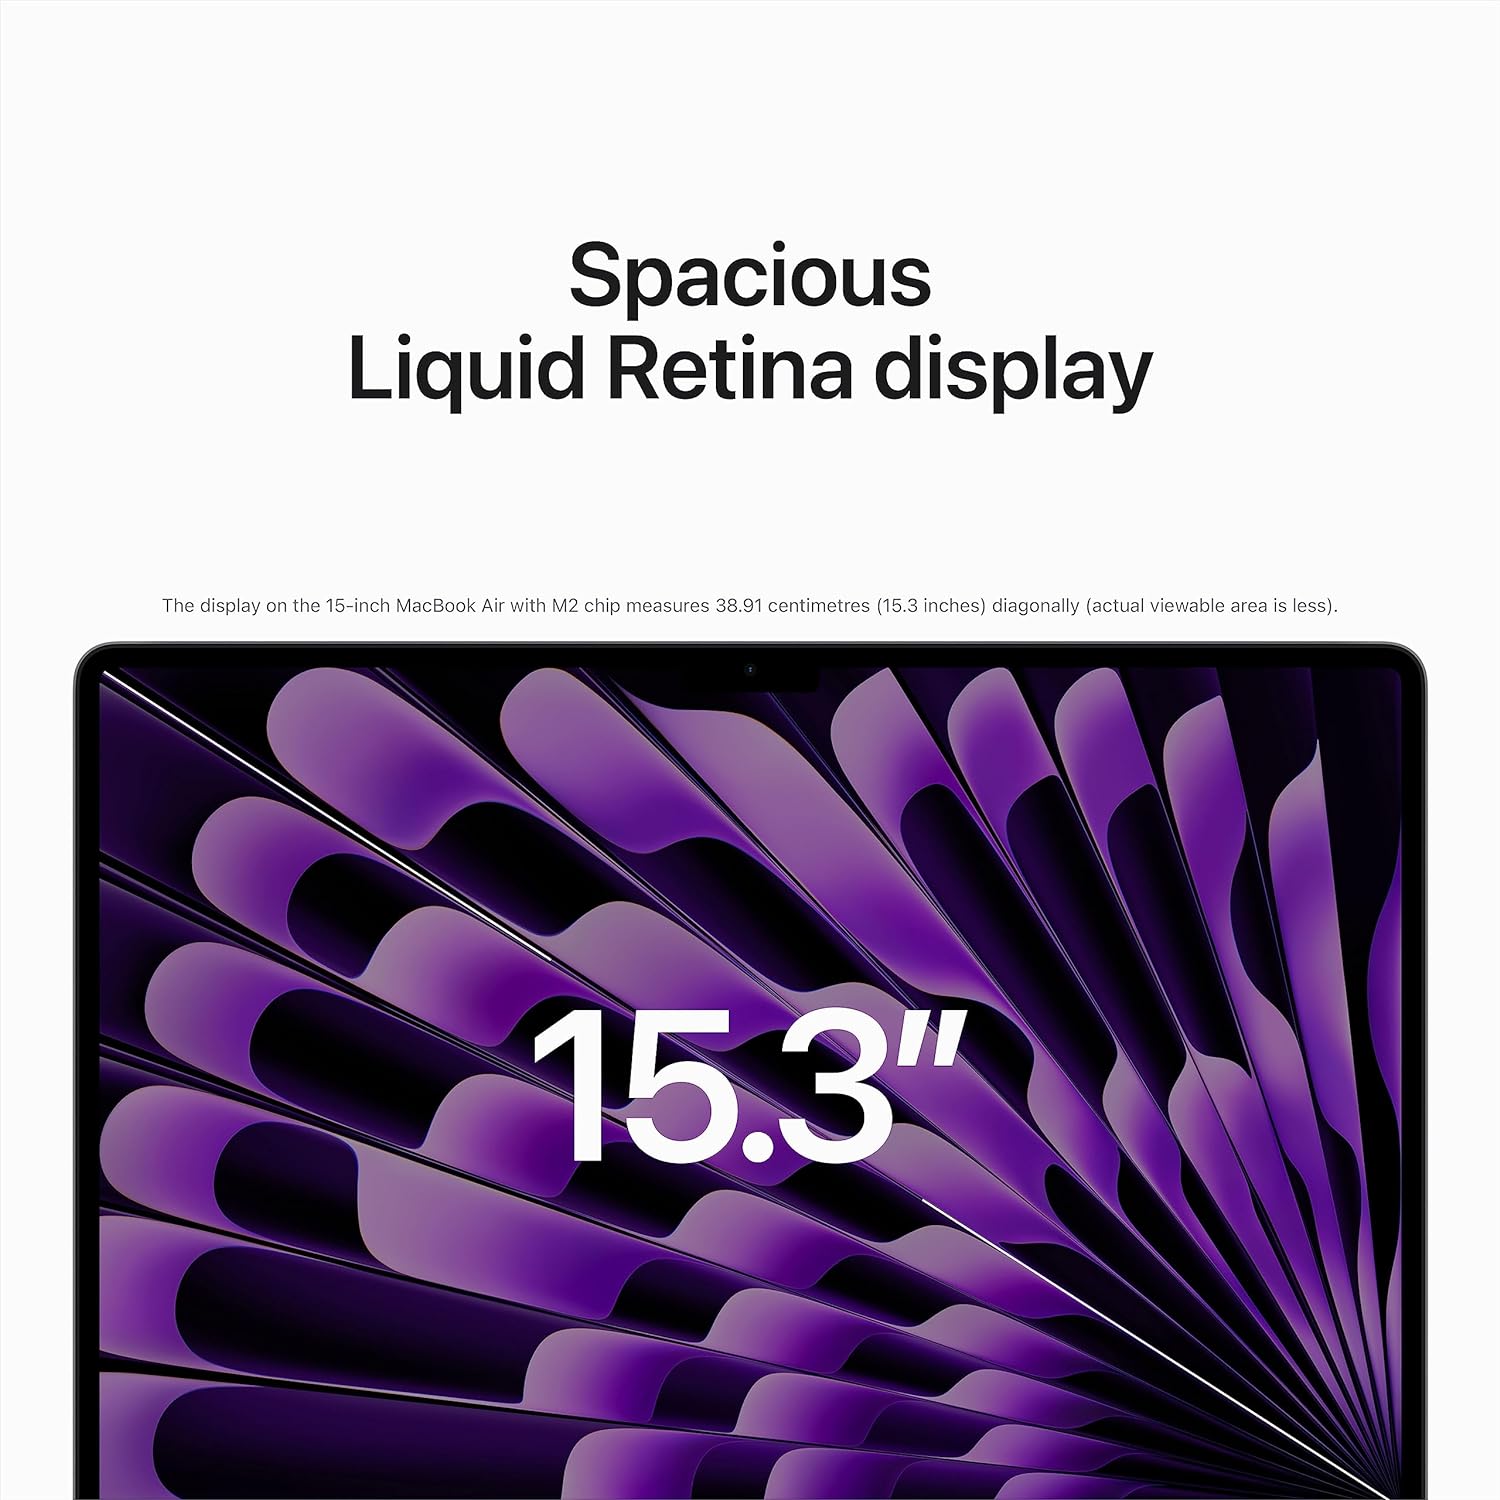 Spacious
Liquid Retina display
The display on the 15-inch MacBook Air with M2 chip measures 38.91 centimetres (15.3 inches) diagonally (actual viewable area is less).
15.3″